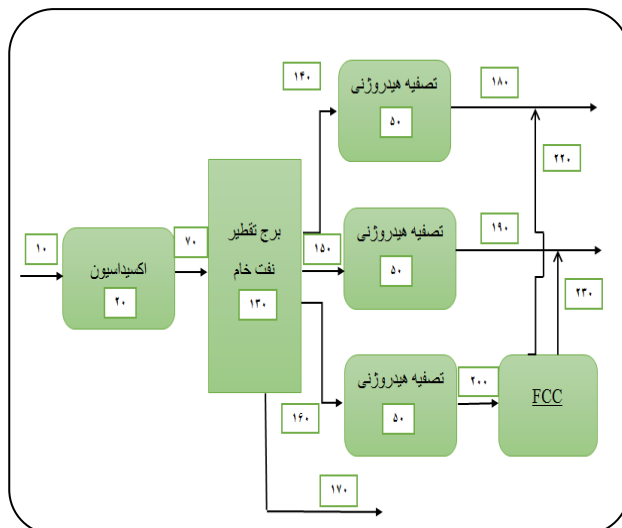 ۱۴۰
تصفیه هیدروژنی
۵۰
۱۸۰
۲۲۰
۱۰
اکسیداسیون
۲۰
۷۰
برج تقطیر
نفت خام
۱۳۰
۱۵۰
تصفیه هیدروژنی
۵۰
۱۹۰
۲۳۰
۱۶۰
تصفیه هیدروژنی
۵۰
۲۰۰
FCC
۱۷۰